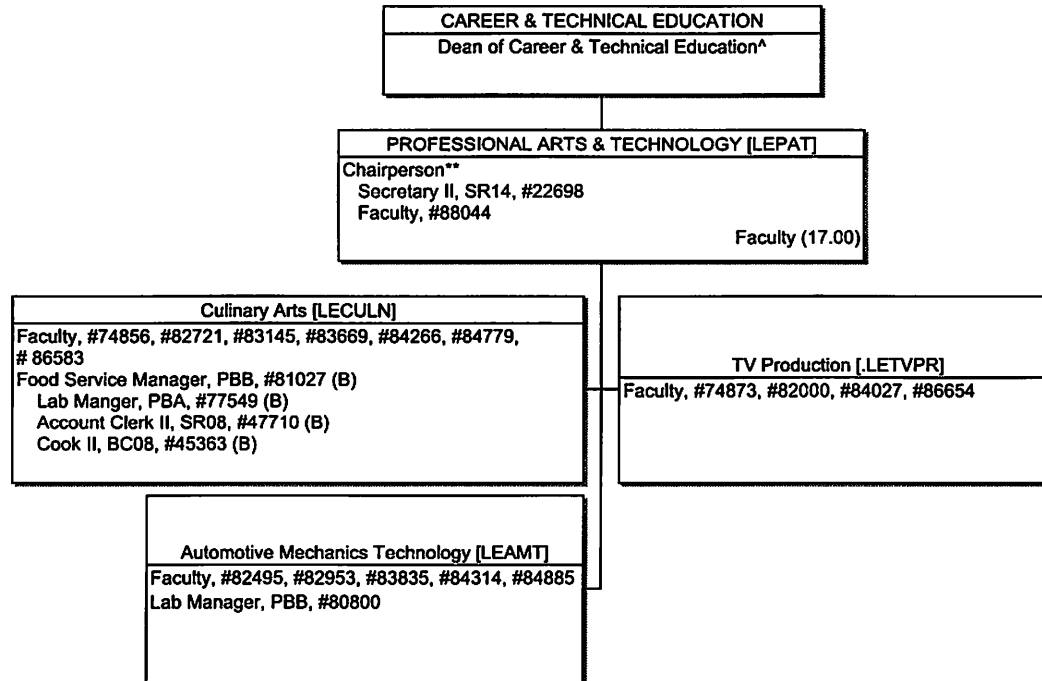 CAREER & TECHNICAL EDUCATION
Dean of Career & Technical Education^
PROFESSIONAL ARTS & TECHNOLOGY [LEPAT]
Chairperson**
Secretary II, SR14, #22698
Faculty, #88044
Faculty (17.00)
Culinary Arts [LECULN]
Faculty, #74856, #82721, #83145, #83669, #84266, #84779,
# 86583
Food Service Manager, PBB, #81027 (B)
Lab Manger, PBA, #77549 (B)
Account Clerk II, SR08, #47710 (B)
Cook II, BC08, #45363 (B)
TV Production [.LETVPR]
Faculty, #74873, #82000, #84027, #86654
Automotive Mechanics Technology [LEAMT]
Faculty, #82495, #82953, #83835, #84314, #84885
Lab Manager, PBB, #80800